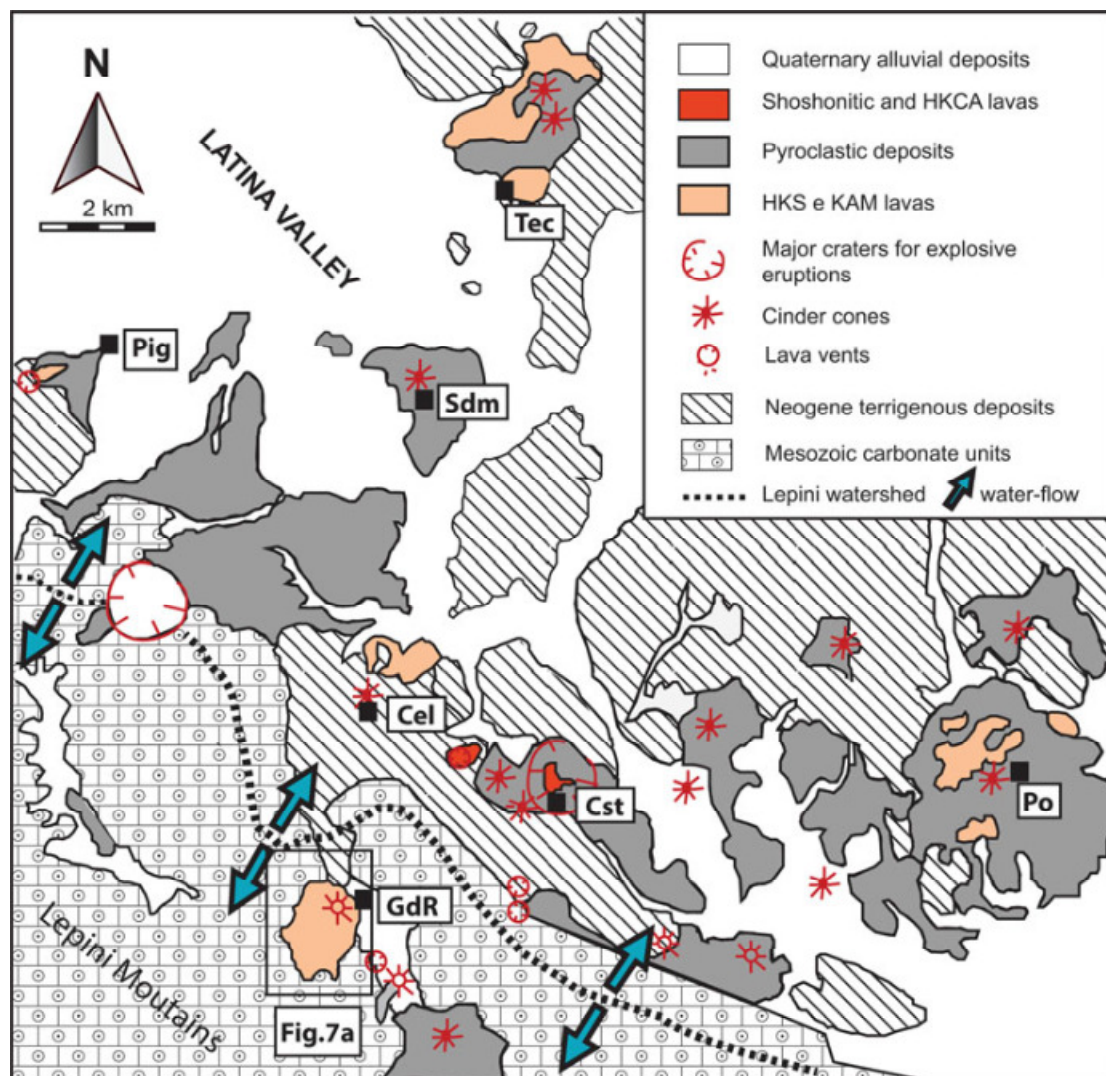 N
2 km
LATINA VALLEY
Tec
Pig
Sdm
Cel
Cst
Po
GdR
Fig.7a
Lepini Moutains
Quaternary alluvial deposits
Shoshonitic and HKCA lavas
Pyroclastic deposits
HKS e KAM lavas
Major craters for explosive
eruptions
Cinder cones
Lava vents
Neogene terrigenous deposits
Mesozoic carbonate units
Lepini watershed
water-flow